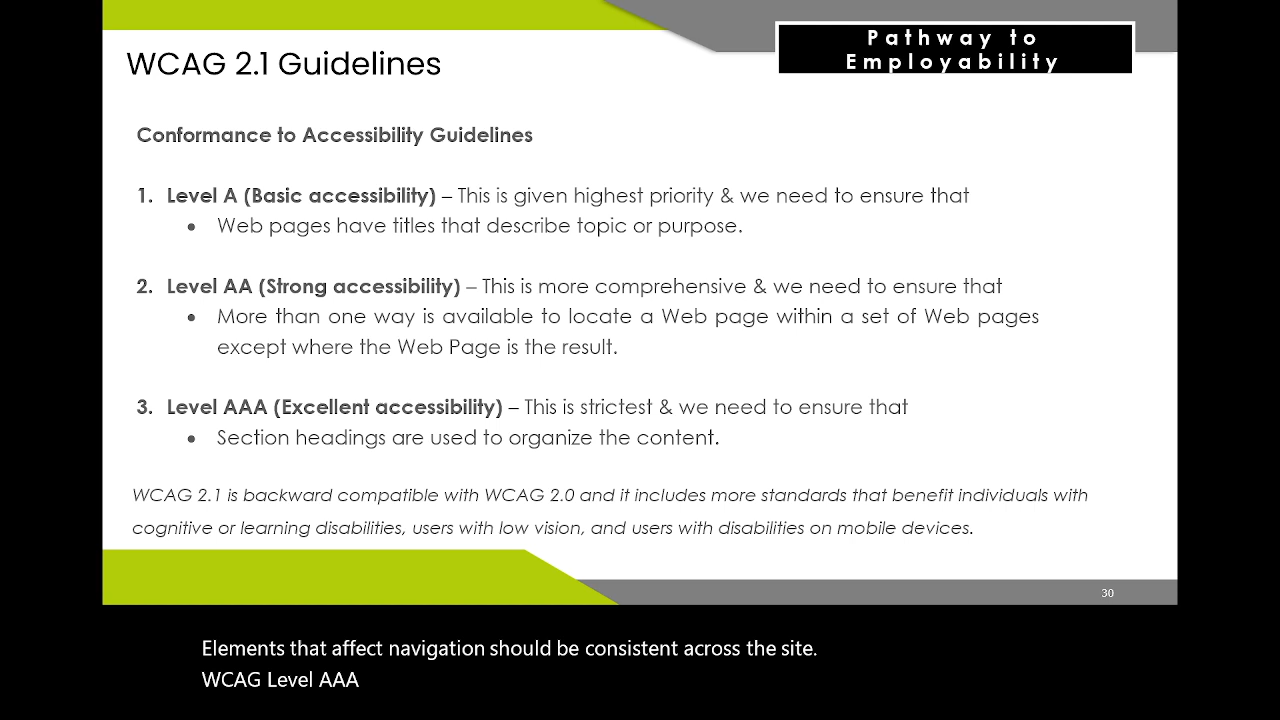 Pathway to
Employability
WCAG 2.1 Guidelines
Conformance to Accessibility Guidelines
1. Level A (Basic accessibility) – This is given highest priority & we need to ensure that
• Web pages have titles that describe topic or purpose.
2. Level AA (Strong accessibility) – This is more comprehensive & we need to ensure that
• More than one way is available to locate a Web page within a set of Web pages
except where the Web Page is the result.
3. Level AAA (Excellent accessibility) – This is strictest & we need to ensure that
• Section headings are used to organize the content.
WCAG 2.1 is backward compatible with WCAG 2.0 and it includes more standards that benefit individuals with
cognitive or learning disabilities, users with low vision, and users with disabilities on mobile devices.
30
Elements that affect navigation should be consistent across the site.
WCAG Level AAA